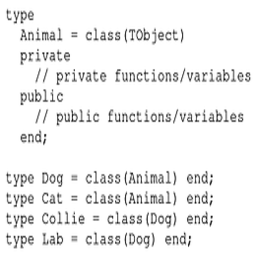 type
  Animal = class(TObject)
  private
    // private functions/variables
  public
    // public functions/variables
  end;

type Dog = class(Animal) end;
type Cat = class(Animal) end;
type Collie = class(Dog) end;
type Lab = class(Dog) end;